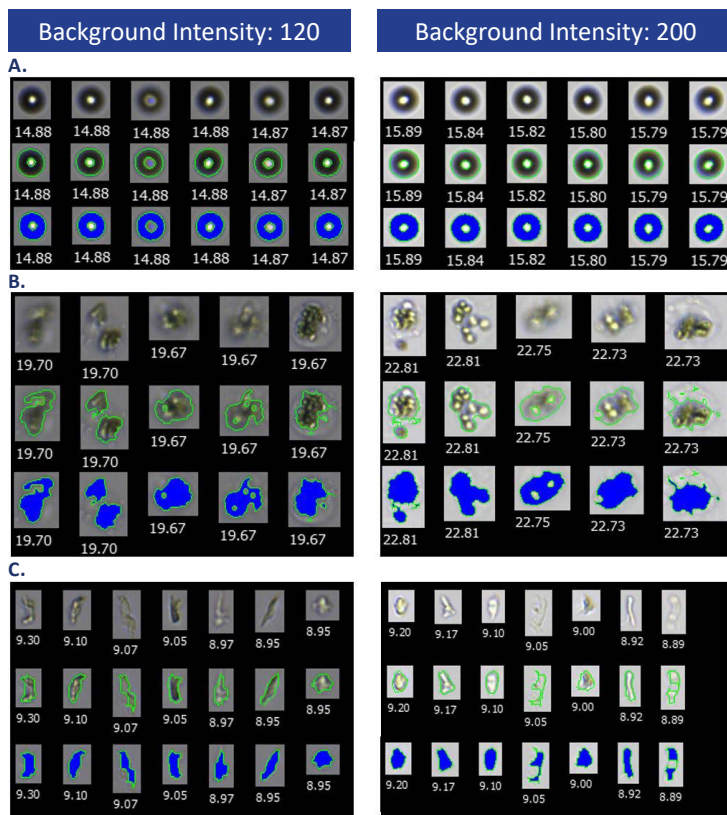 Background Intensity: 120 Background Intensity: 200
A.
14.88 14.88 14.88 14.88 14.87 14.87 15.89 15.84 15.82 15.80 15.79 15.79
14.88 14.88 14.88 14.88 14.87 14.87 15.89 15.84 15.82 15.80 15.79 15.79
14.88 14.88 14.88 14.88 14.87 14.87 15.89 15.84 15.82 15.80 15.79 15.79
B.
19.70 19.70 19.67 19.67 19.67 22.81 22.81 22.75 22.73 22.73
19.70 19.70 19.67 19.67 19.67 22.81 22.81 22.75 22.73 22.73
19.70 19.70 19.67 19.67 19.67 22.81 22.81 22.75 22.73 22.73
C.
9.30 9.10 9.07 9.05 8.97 8.95 8.95 9.20 9.17 9.10 9.05 9.00 8.92 8.89
9.30 9.10 9.07 9.05 8.97 8.95 8.95 9.20 9.17 9.10 9.05 9.00 8.92 8.89
9.30 9.10 9.07 9.05 8.97 8.95 8.95 9.20 9.17 9.10 9.05 9.00 8.92 8.89